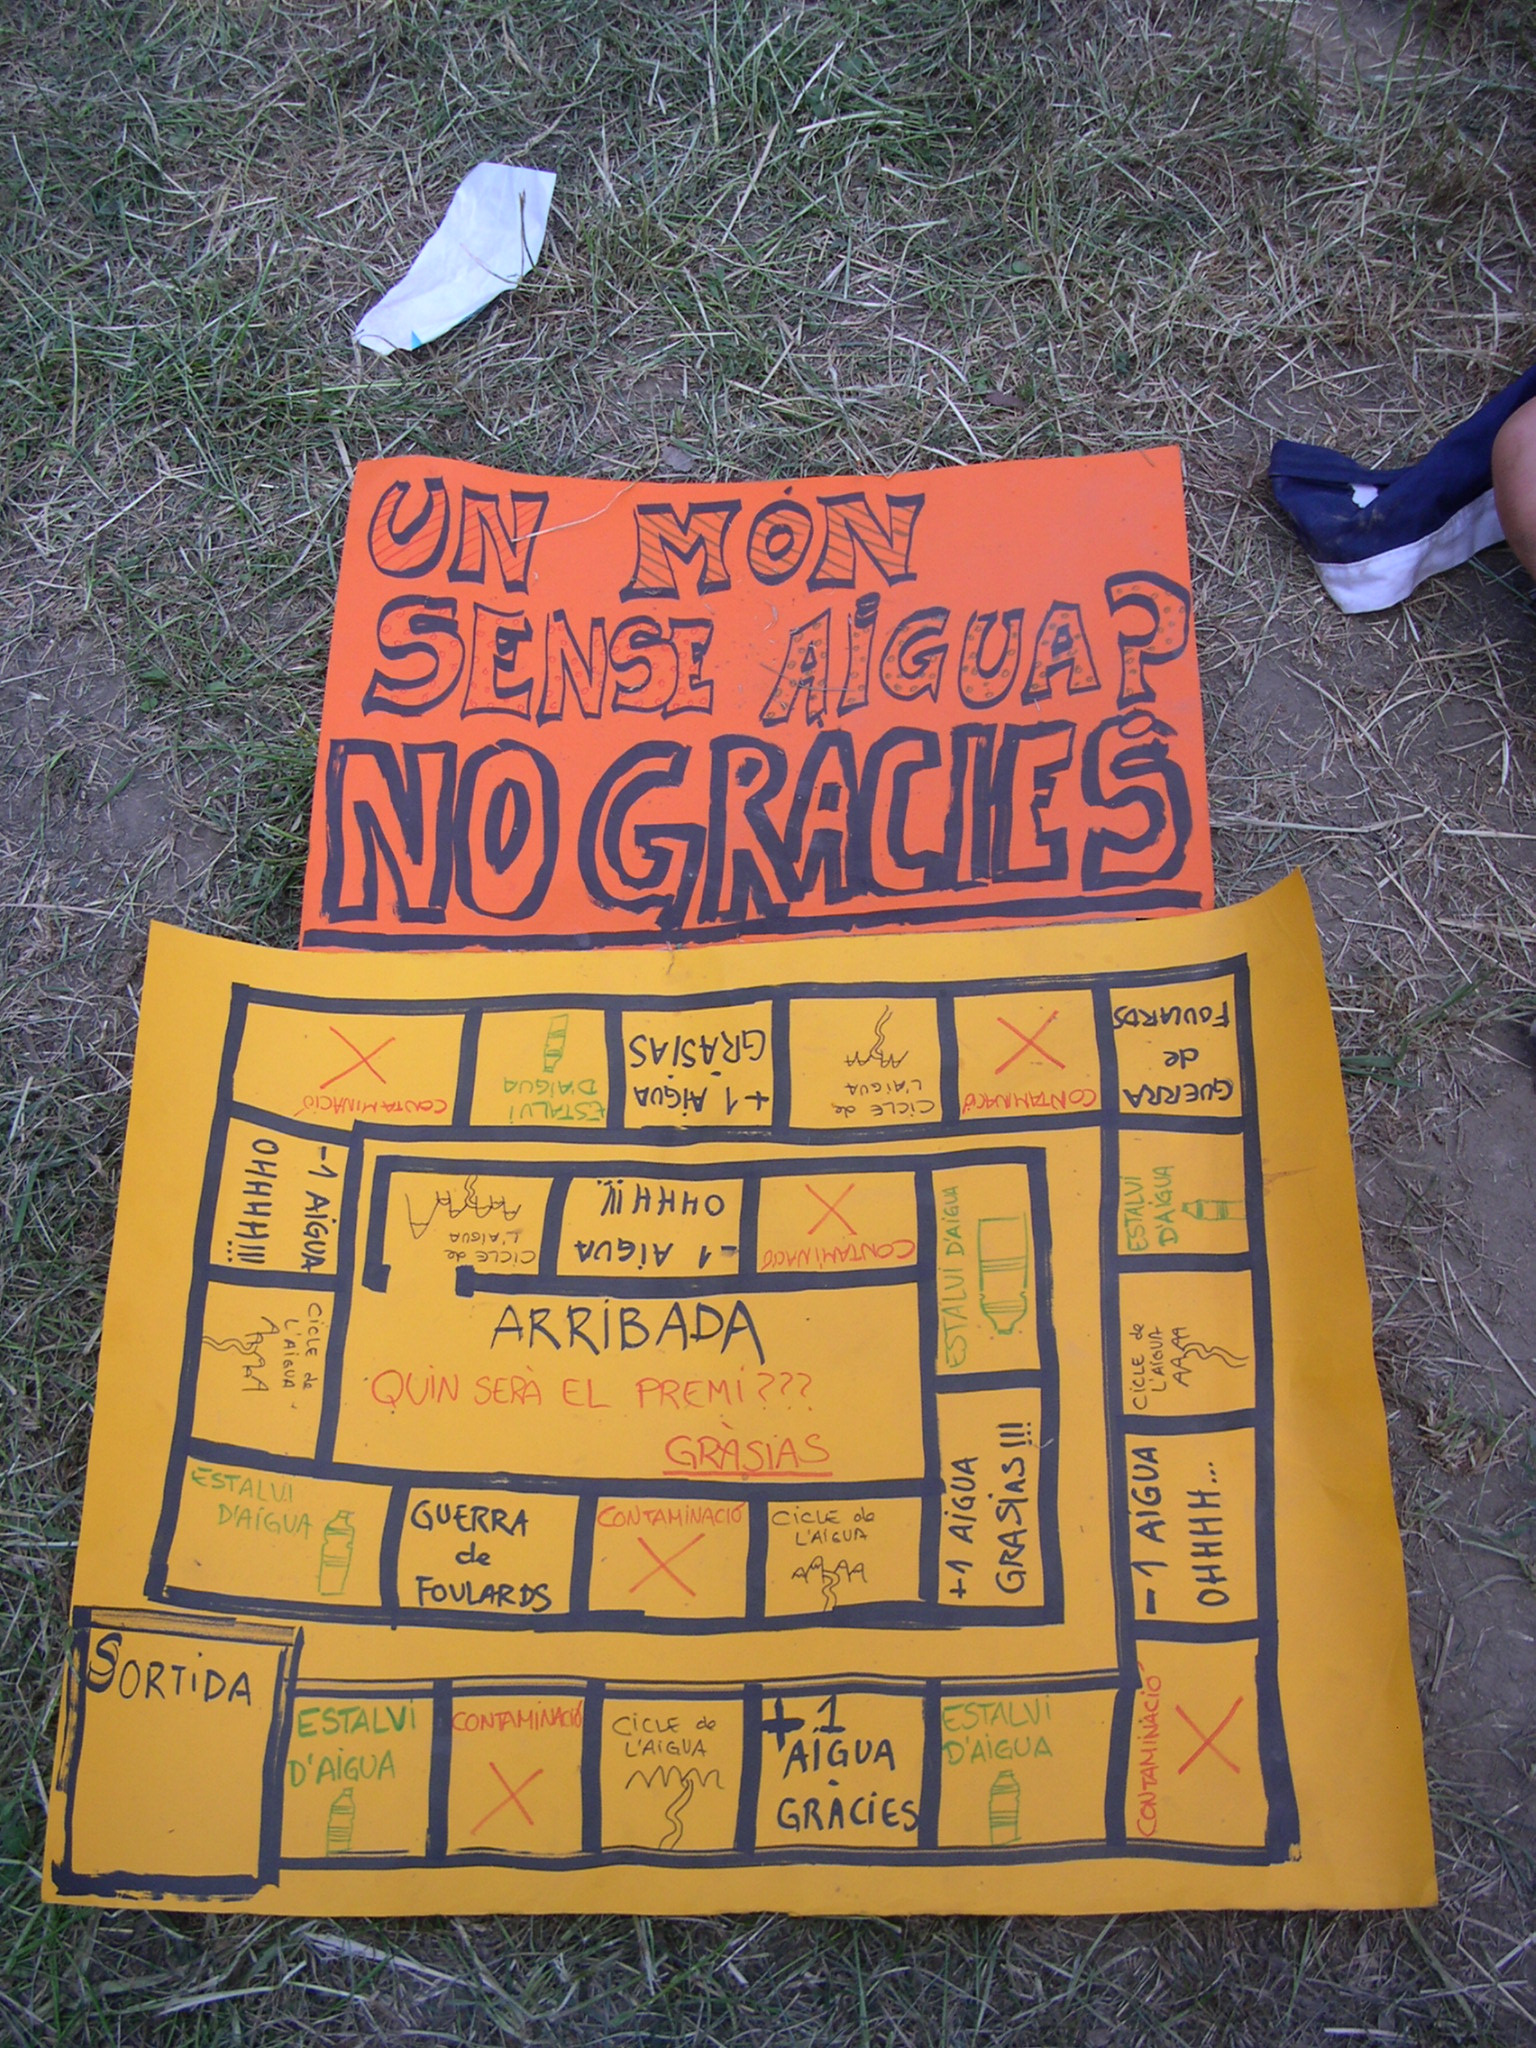 UN MÓN
SENSE AIGUA?
NO GRÀCIES
SORTIDA
ESTALVI
D'AIGUA
CONTAMINACIÓ
CICLE de
L'AIGUA
+1
AIGUA
GRÀCIES
ESTALVI
D'AIGUA
CONTAMINACIÓ
-1 AIGUA
OHHHH...
CICLE de
L'AIGUA
ESTALVI
D'AIGUA
GUERRA
de
FOULARDS
CONTAMINACIÓ
CICLE de
L'AIGUA
+1 AIGUA
GRÀSIAS
ESTALVI
D'AIGUA
CONTAMINACIÓ
-1 AIGUA
OHHHH!!!
CICLE de
L'AIGUA
ESTALVI
D'AIGUA
GUERRA
de
FOULARDS
CONTAMINACIÓ
CICLE de
L'AIGUA
+1 AIGUA
GRASIAS!!!
ESTALVI D'AIGUA
CONTAMINACIÓ
-1 AIGUA
OHHH!!!
CICLE de
L'AIGUA
ARRIBADA
QUIN SERÀ EL PREMI???
GRÀSIAS